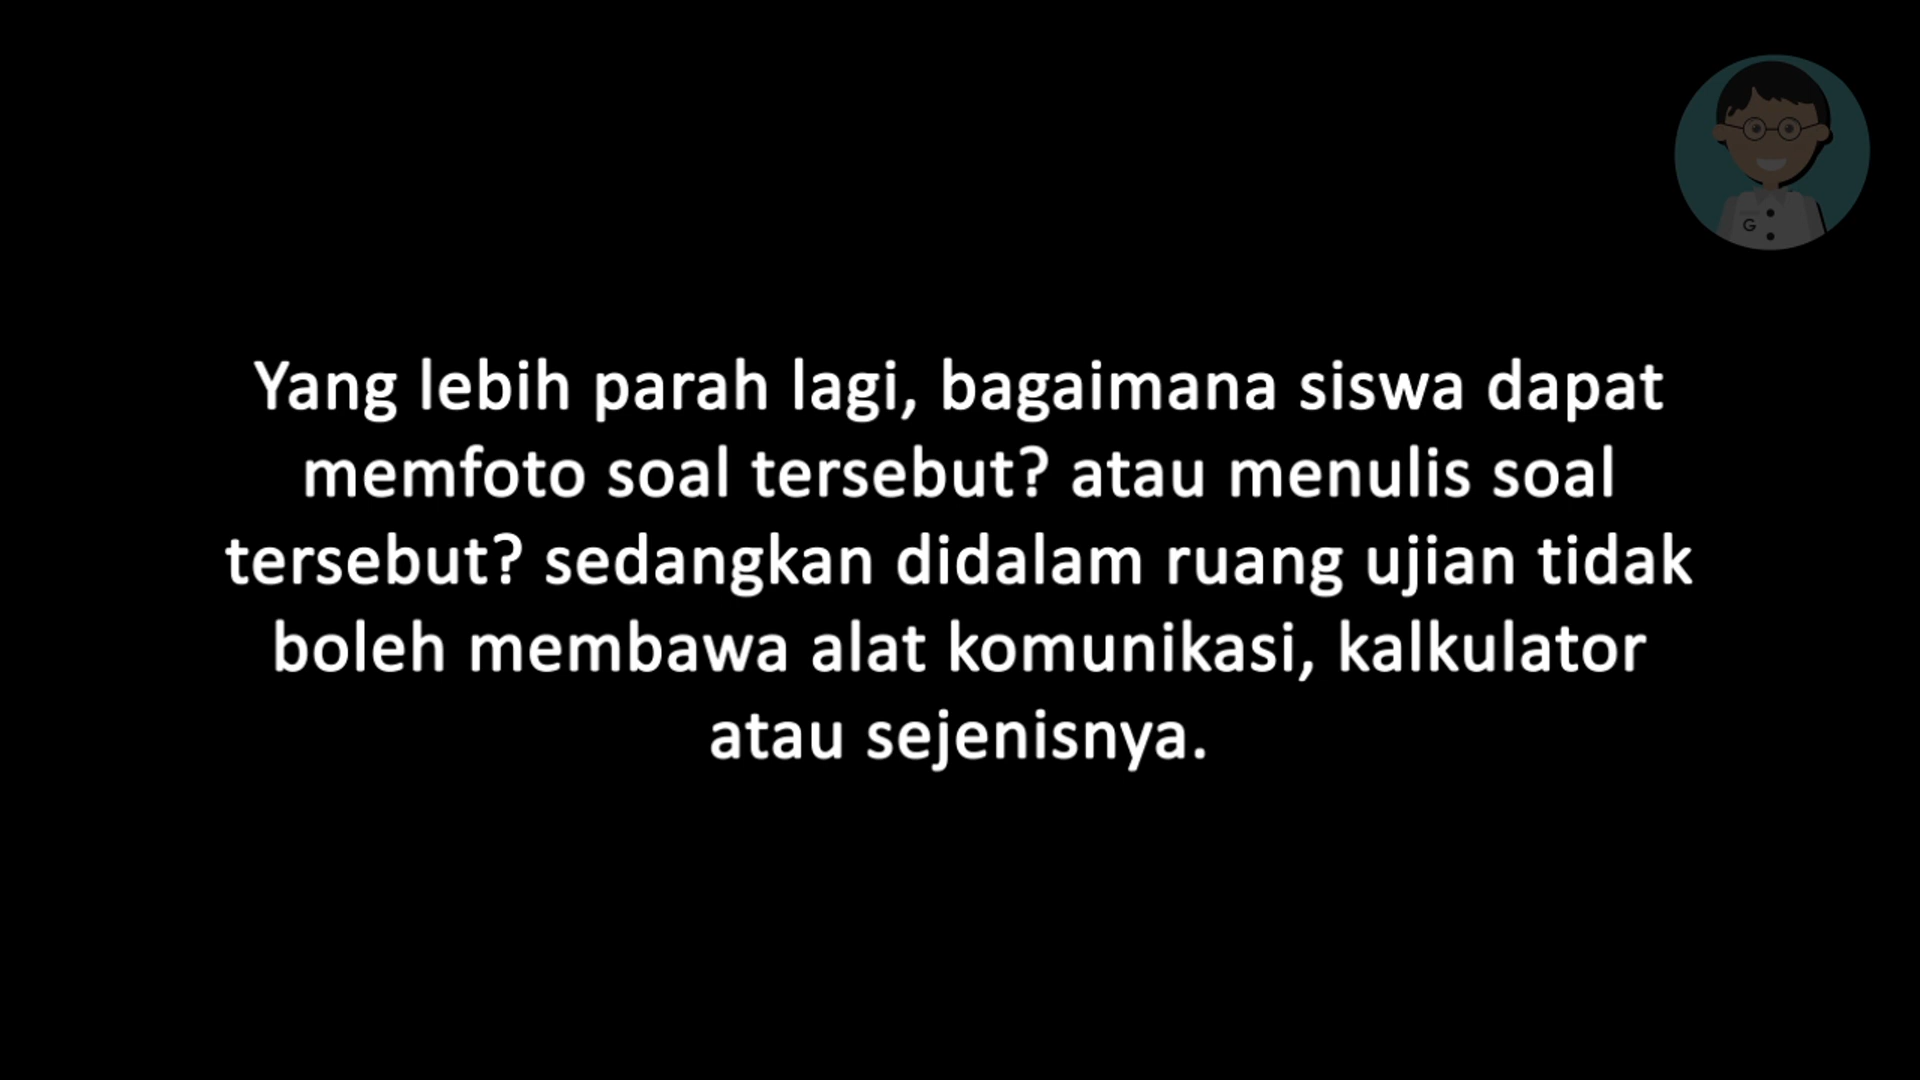 Yang lebih parah lagi, bagaimana siswa dapat
memfoto soal tersebut? atau menulis soal
tersebut? sedangkan didalam ruang ujian tidak
boleh membawa alat komunikasi, kalkulator
atau sejenisnya.
G